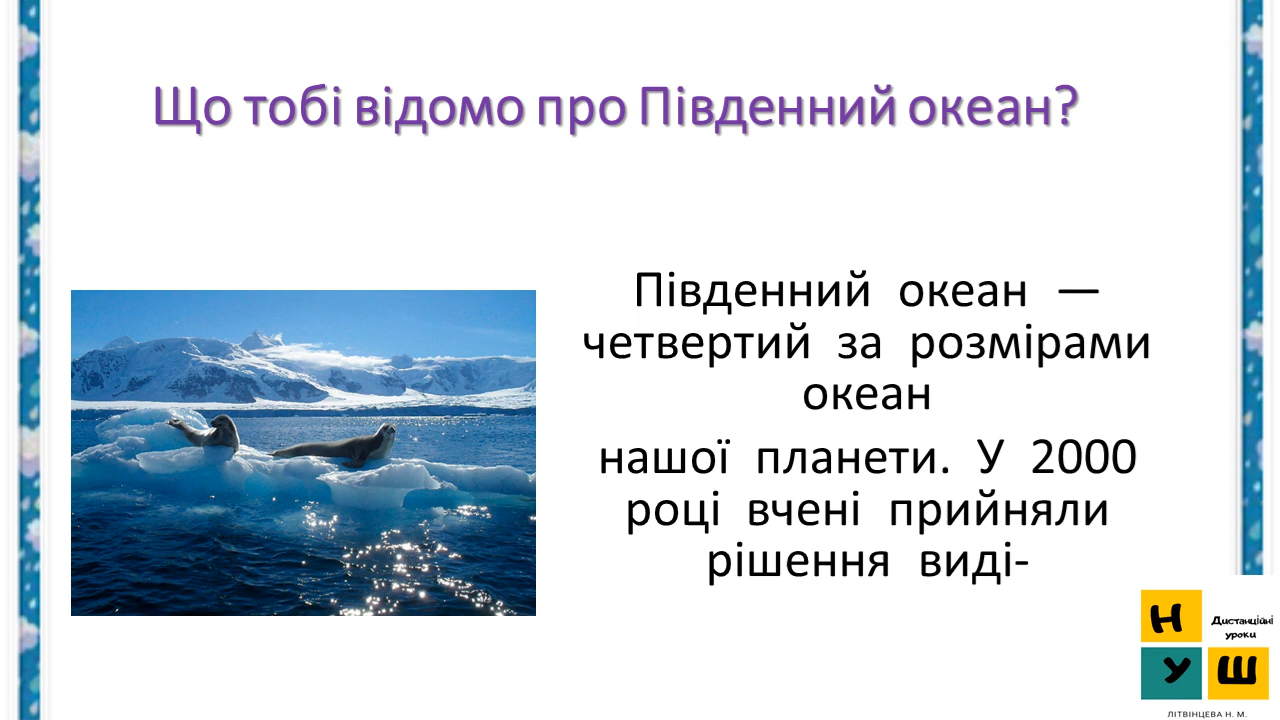 Що тобі відомо про Південний океан?
Південний океан —
четвертий за розмірами
океан
нашої планети. У 2000
році вчені прийняли
рішення виді-
Н
Дистанційні
уроки
У Ш
ЛІТВІНЦЕВА Н. М.